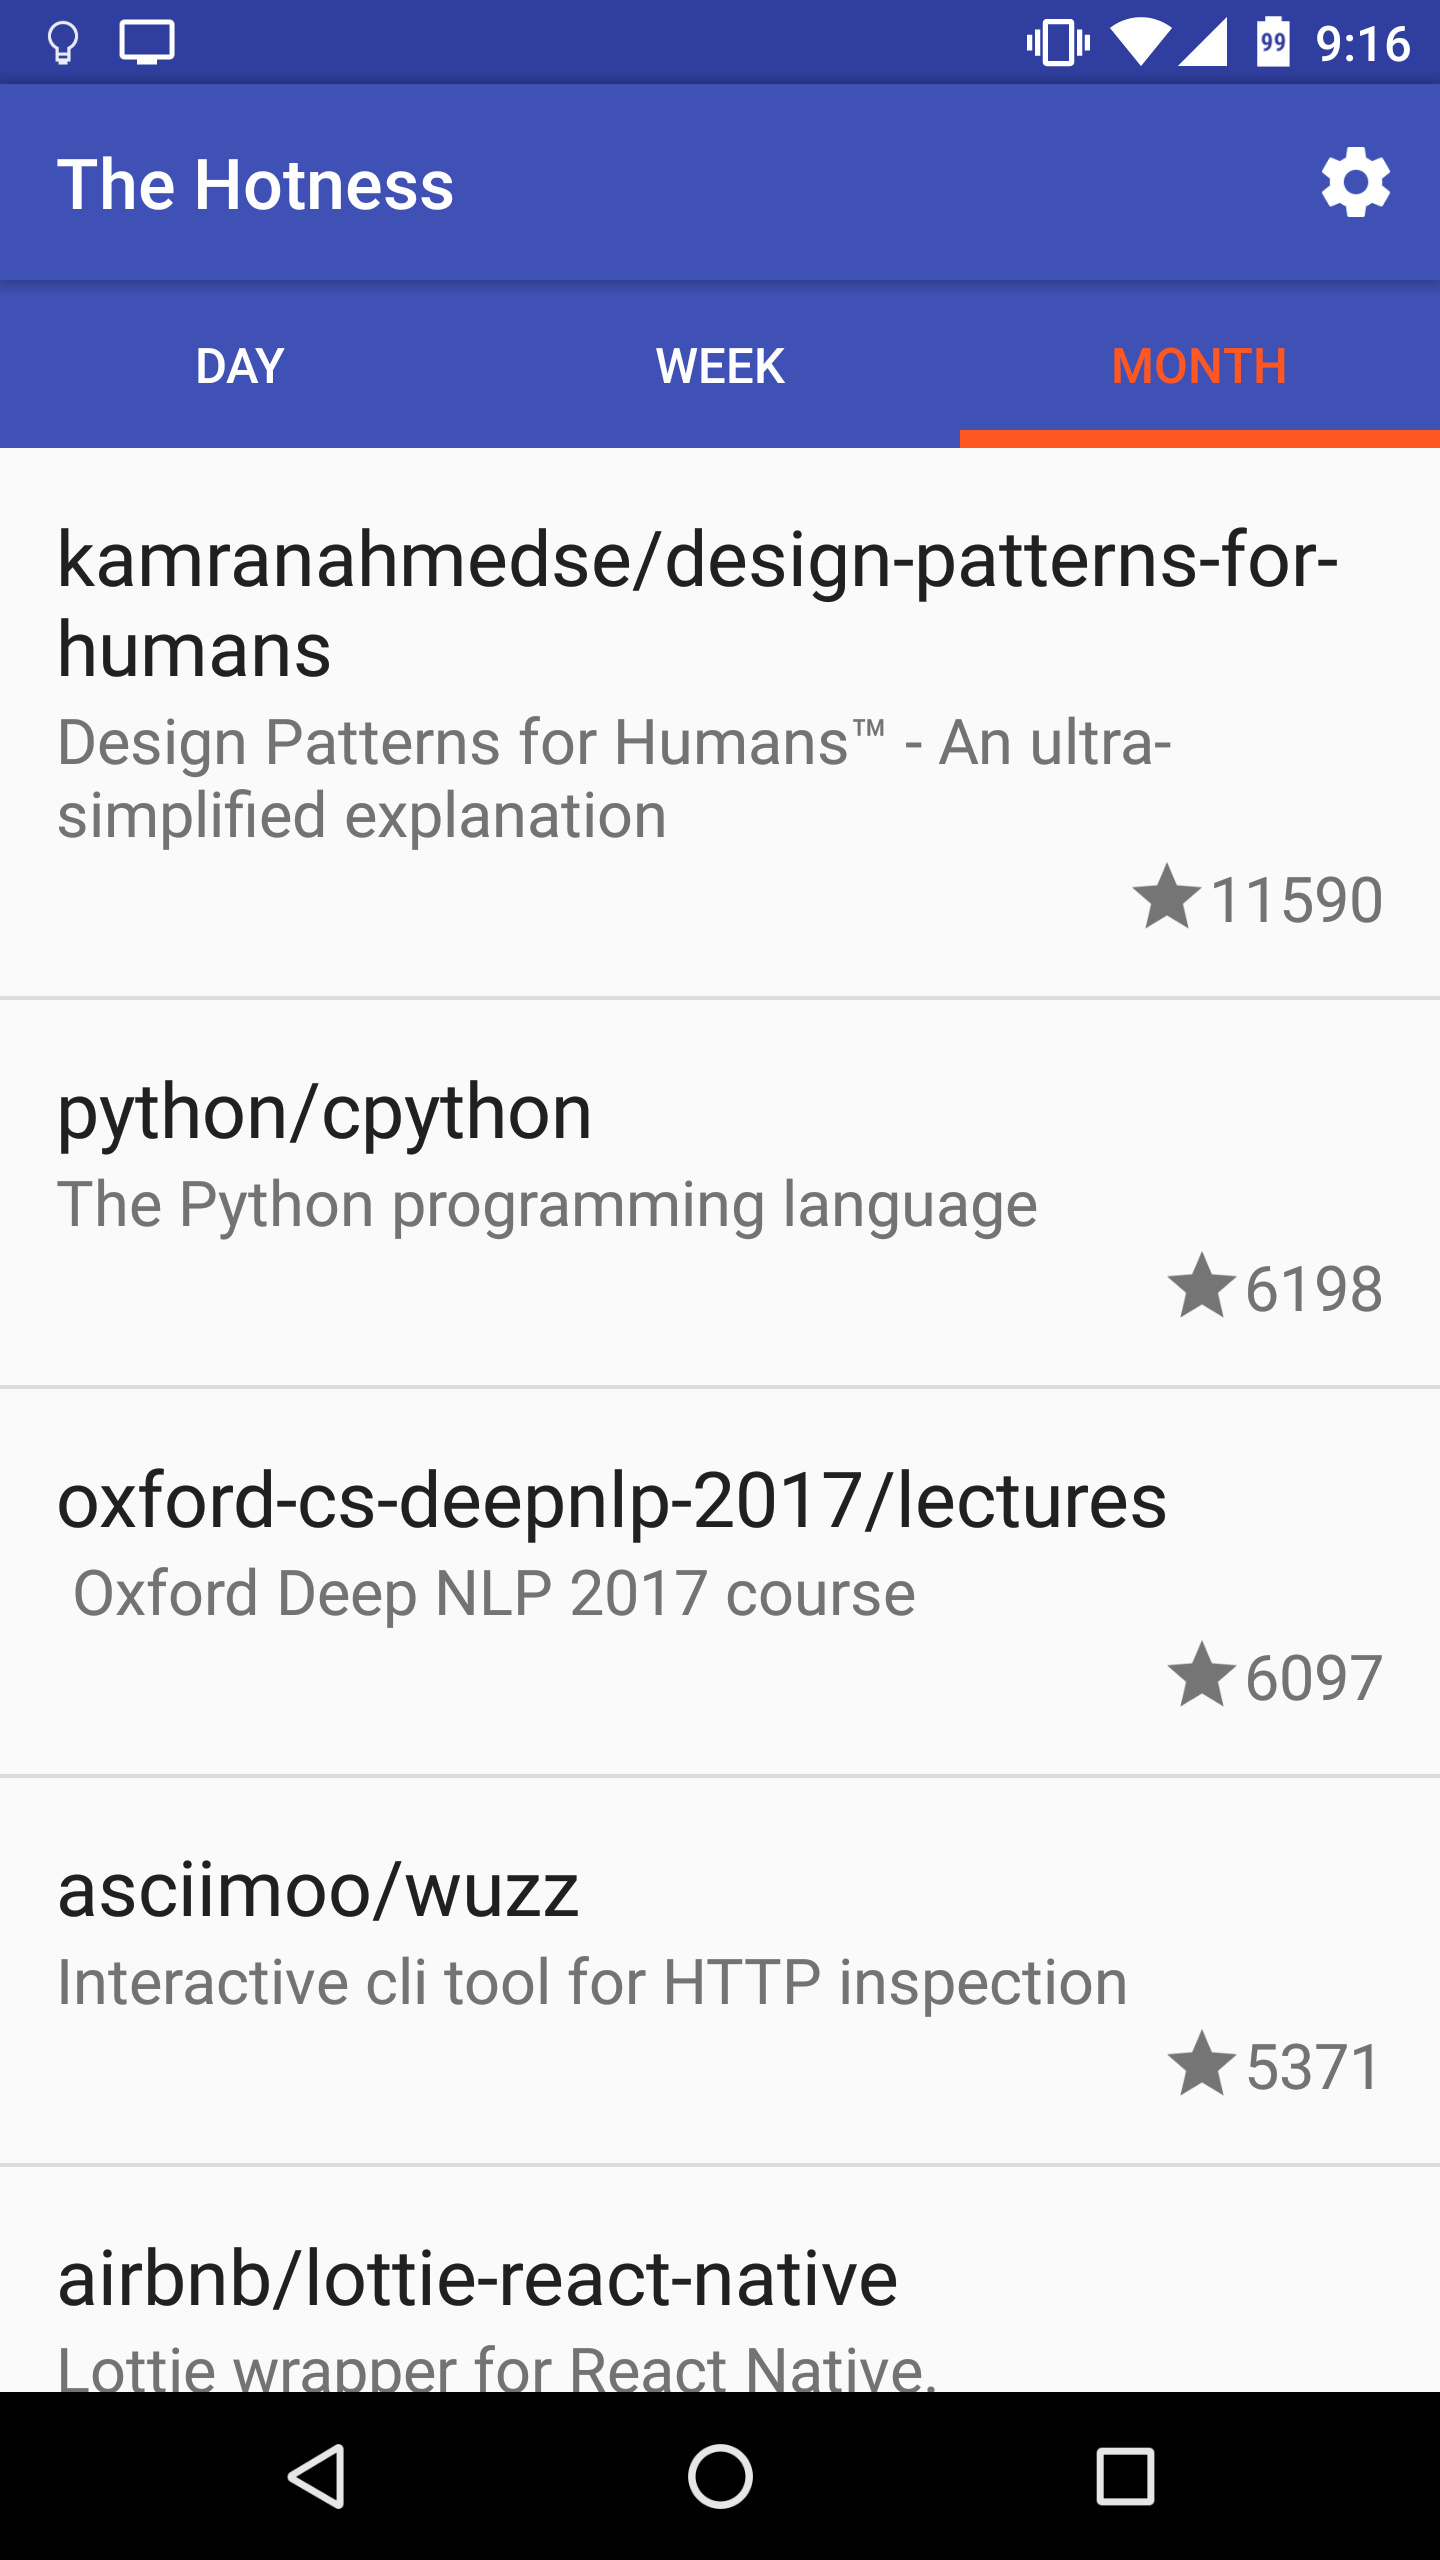 99 9:16
The Hotness
DAY WEEK MONTH
kamranahmedse/design-patterns-for-
humans
Design Patterns for Humans™ - An ultra-
simplified explanation
11590
python/cpython
The Python programming language
6198
oxford-cs-deepnlp-2017/lectures
Oxford Deep NLP 2017 course
6097
asciimoo/wuzz
Interactive cli tool for HTTP inspection
5371
airbnb/lottie-react-native
Lottie wrapper for React Native.